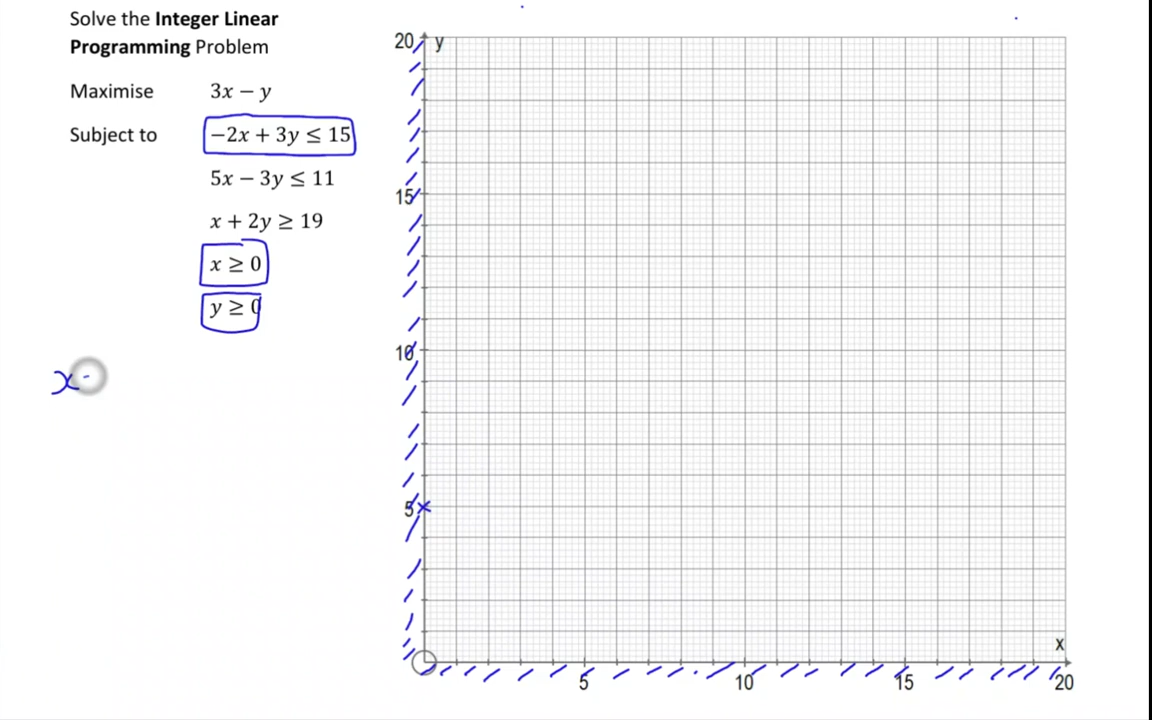 Solve the Integer Linear
Programming Problem
Maximise 3x − y
Subject to −2x + 3y ≤ 15
5x − 3y ≤ 11
x + 2y ≥ 19
x ≥ 0
y ≥ 0
x
20 y
15
10
5
x
5 10 15 20